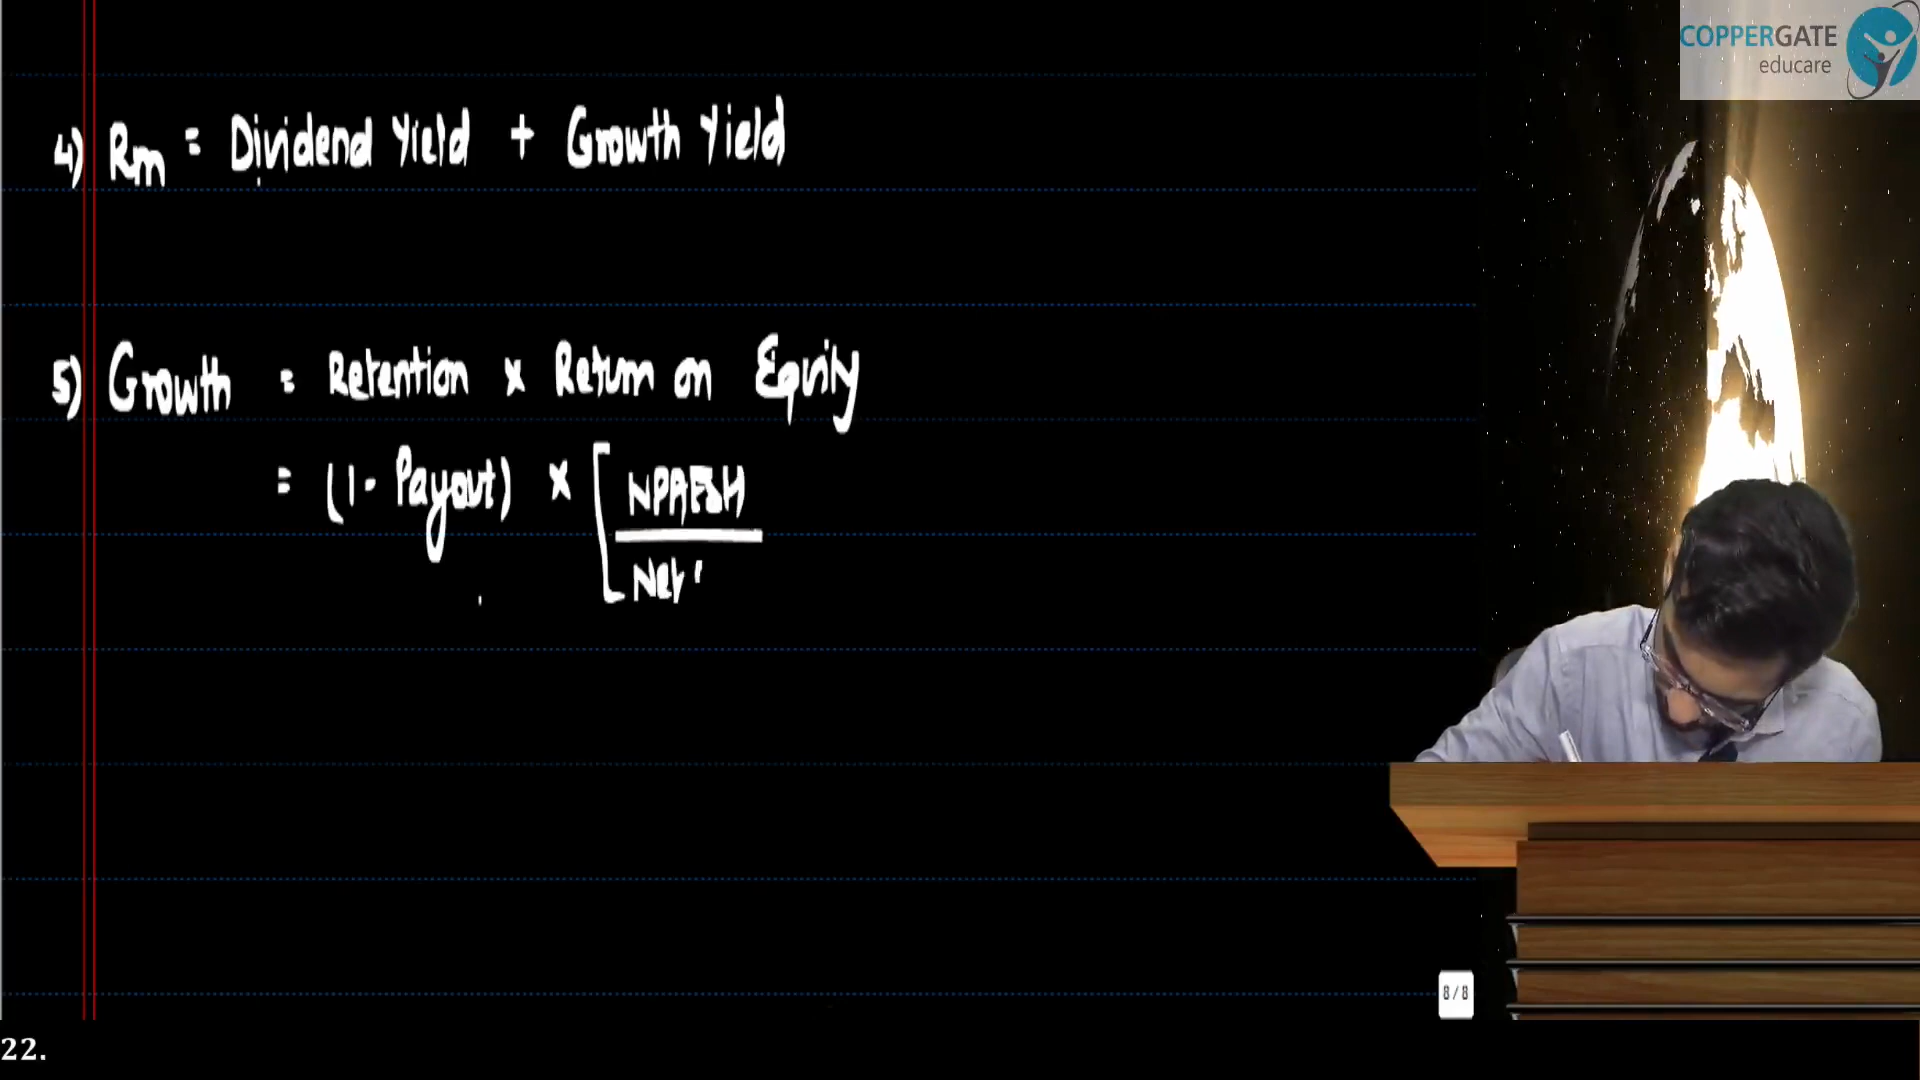 COPPERGATE
educare
4) Rm = Dividend Yield + Growth Yield
5) Growth = Retention x Return on Equity
= (1 - Payout) x [ NPAESH
Net
8/8
22.